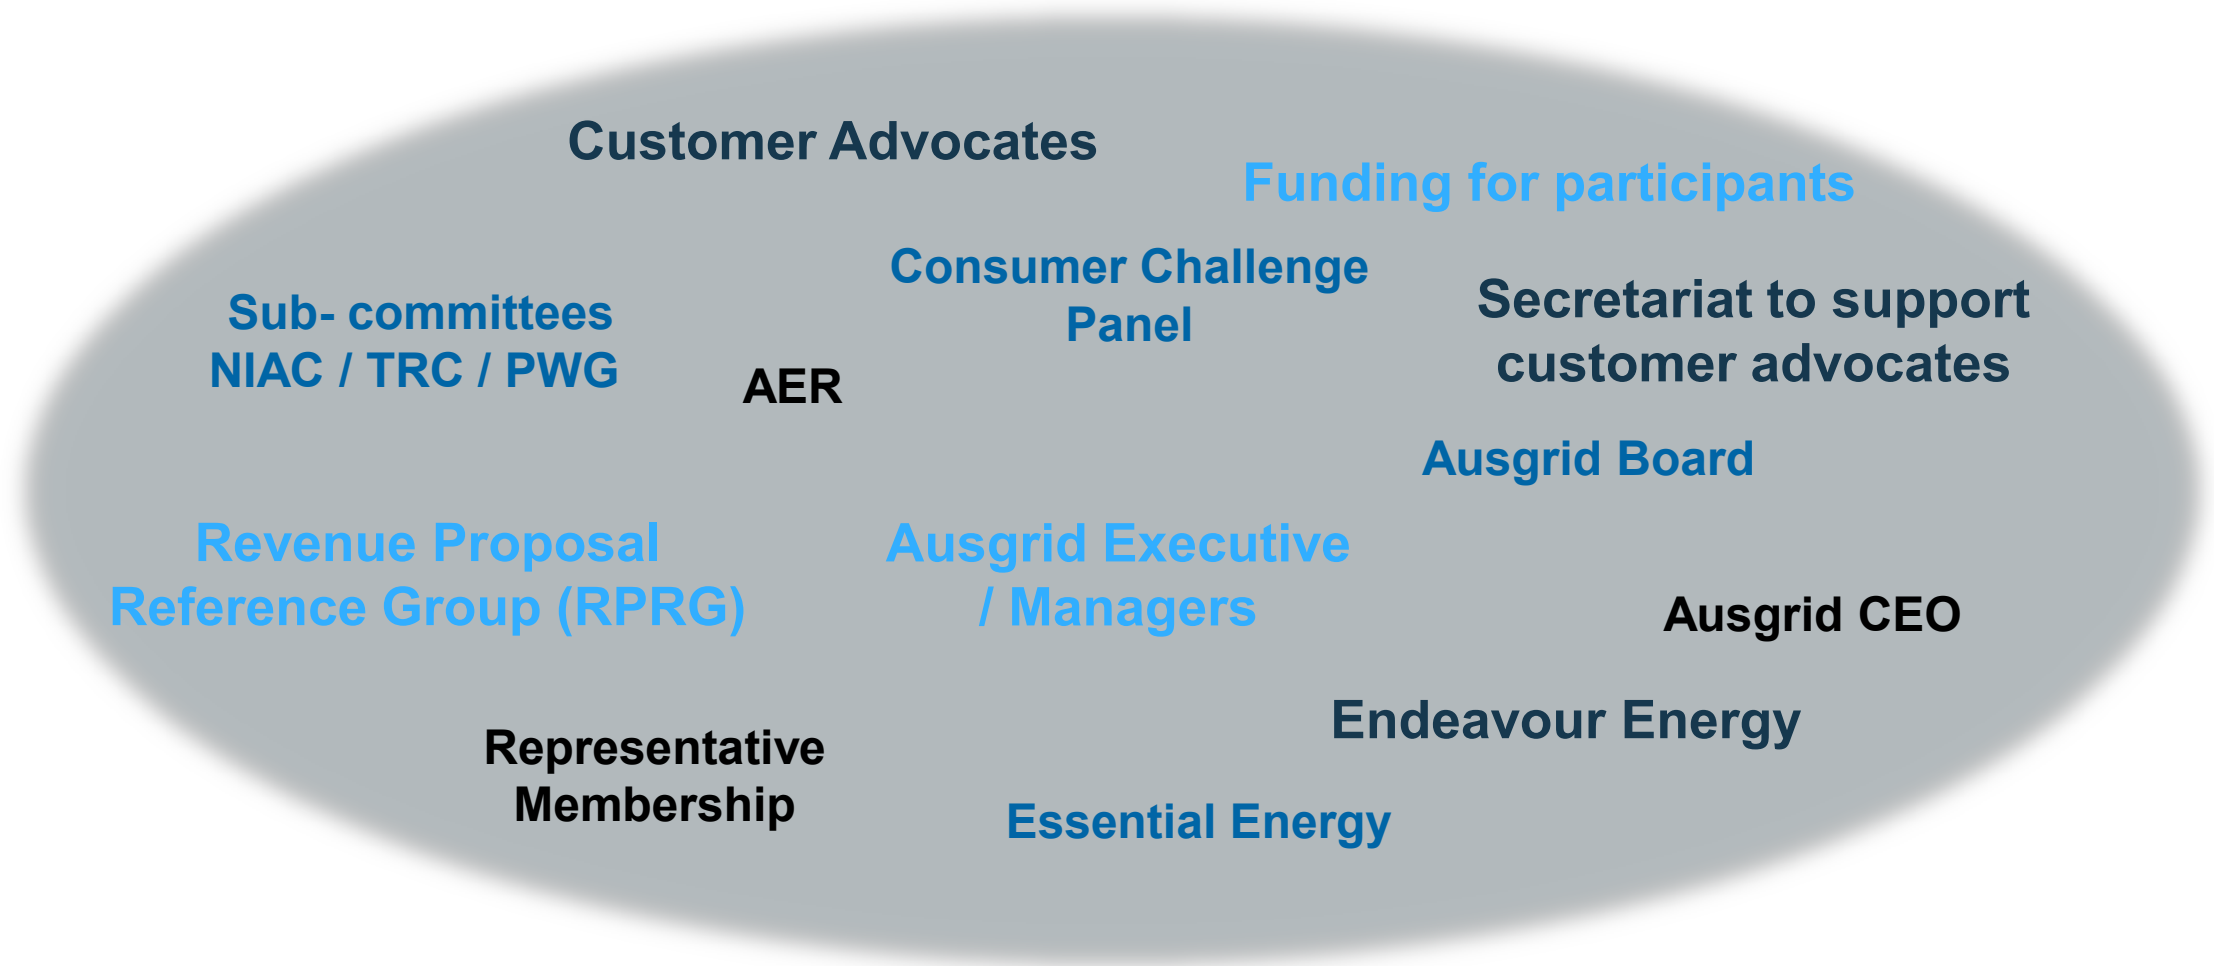 Customer Advocates
Funding for participants
Consumer Challenge
Panel
Secretariat to support
customer advocates
Sub- committees
NIAC / TRC / PWG
AER
Ausgrid Board
Revenue Proposal
Reference Group (RPRG)
Ausgrid Executive
/ Managers
Ausgrid CEO
Endeavour Energy
Representative
Membership
Essential Energy